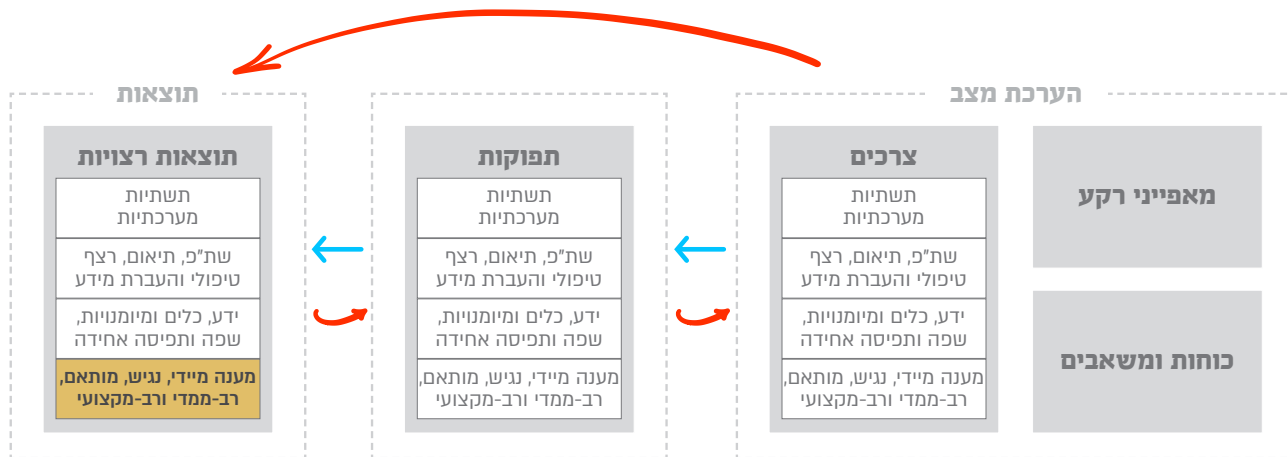 הערכת מצב
מאפייני רקע
כוחות ומשאבים
צרכים
תשתיות
מערכתיות
שת"פ, תיאום, רצף
טיפולי והעברת מידע
ידע, כלים ומיומנויות,
שפה ותפיסה אחידה
מענה מיידי, נגיש, מותאם,
רב-ממדי ורב-מקצועי
תפוקות
תשתיות
מערכתיות
שת"פ, תיאום, רצף
טיפולי והעברת מידע
ידע, כלים ומיומנויות,
שפה ותפיסה אחידה
מענה מיידי, נגיש, מותאם,
רב-ממדי ורב-מקצועי
תוצאות
תוצאות רצויות
תשתיות
מערכתיות
שת"פ, תיאום, רצף
טיפולי והעברת מידע
ידע, כלים ומיומנויות,
שפה ותפיסה אחידה
מענה מיידי, נגיש, מותאם,
רב-ממדי ורב-מקצועי